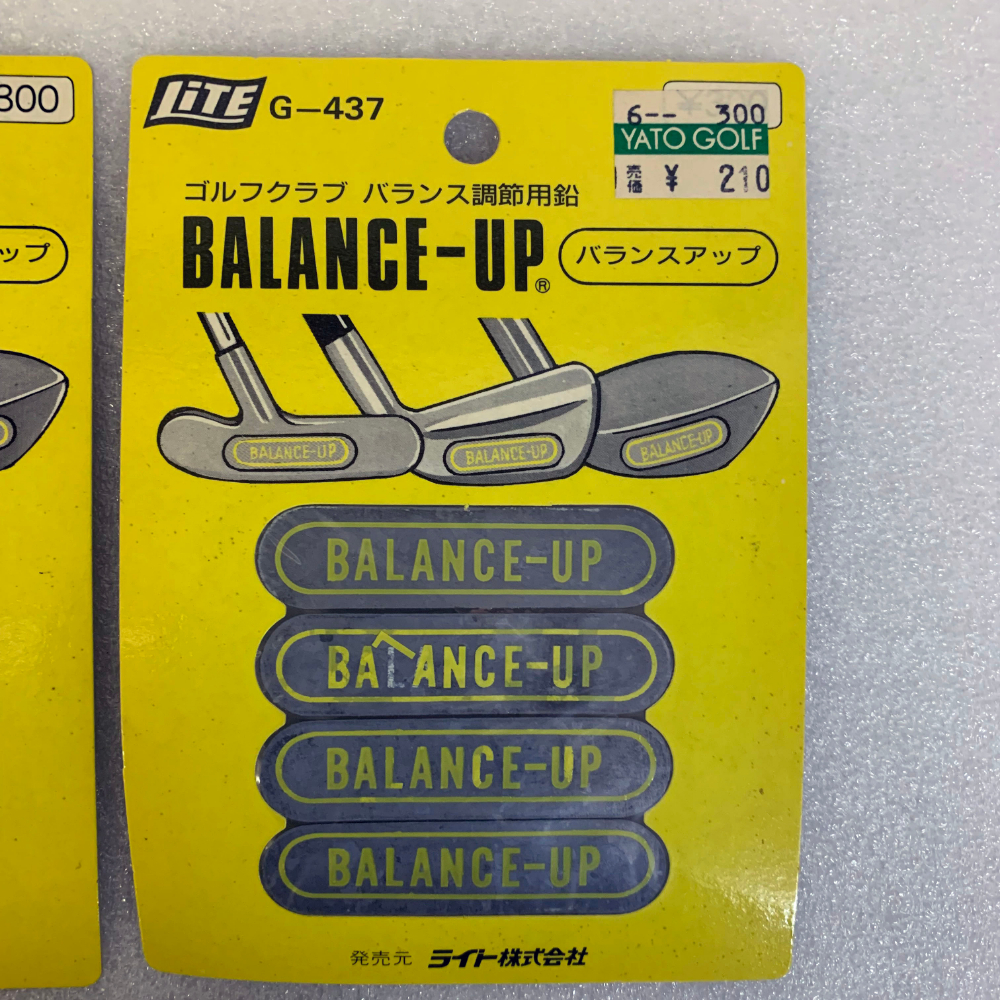 800
ップ
LiTE G-437
¥300
6-- 300
YATO GOLF
売価 ¥ 210
ゴルフクラブ バランス調節用鉛
BALANCE-UP® バランスアップ
BALANCE-UP
BALANCE-UP
BALANCE-UP
BALANCE-UP
BALANCE-UP
BALANCE-UP
BALANCE-UP
発売元 ライト株式会社